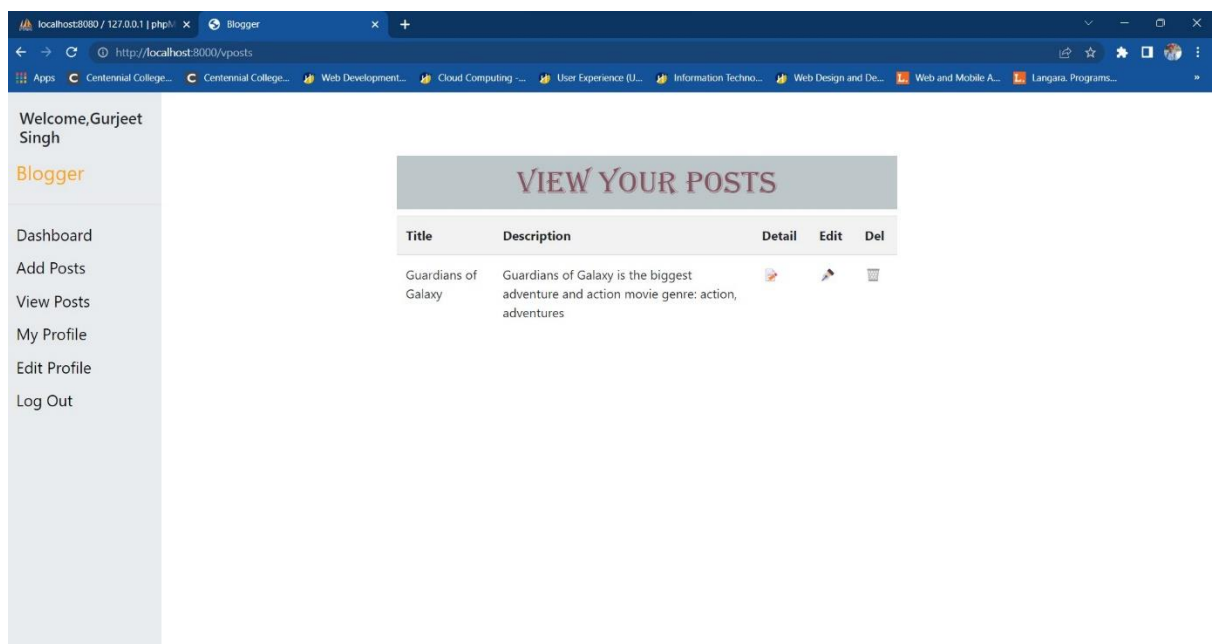 localhost:8080 / 127.0.0.1 | phpM
Blogger
http://localhost:8000/vposts
Apps
Centennial College...
Centennial College...
Web Development...
Cloud Computing -...
User Experience (U...
Information Techno...
Web Design and De...
Web and Mobile A...
Langara. Programs...
Welcome,Gurjeet
Singh
Blogger
Dashboard
Add Posts
View Posts
My Profile
Edit Profile
Log Out
VIEW YOUR POSTS
Title Description Detail Edit Del
Guardians of
Galaxy
Guardians of Galaxy is the biggest
adventure and action movie genre: action,
adventures